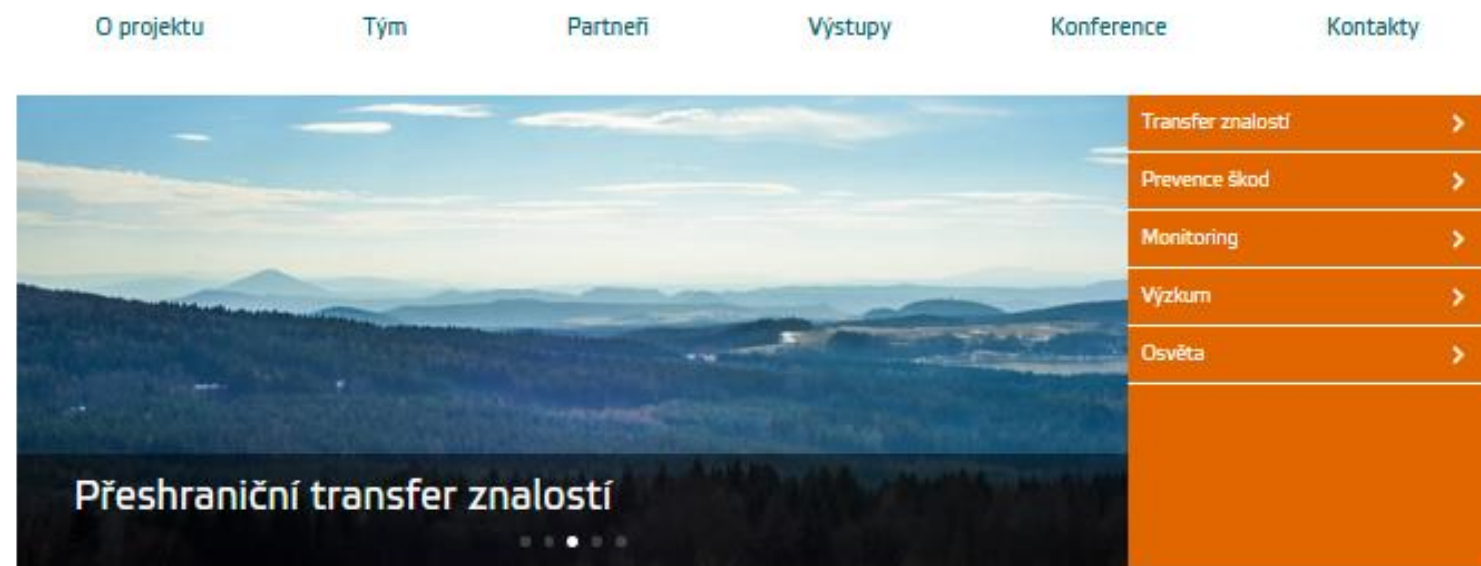 O projektu Tým Partneři Výstupy Konference Kontakty
Transfer znalostí
Prevence škod
Monitoring
Výzkum
Osvěta
Přeshraniční transfer znalostí